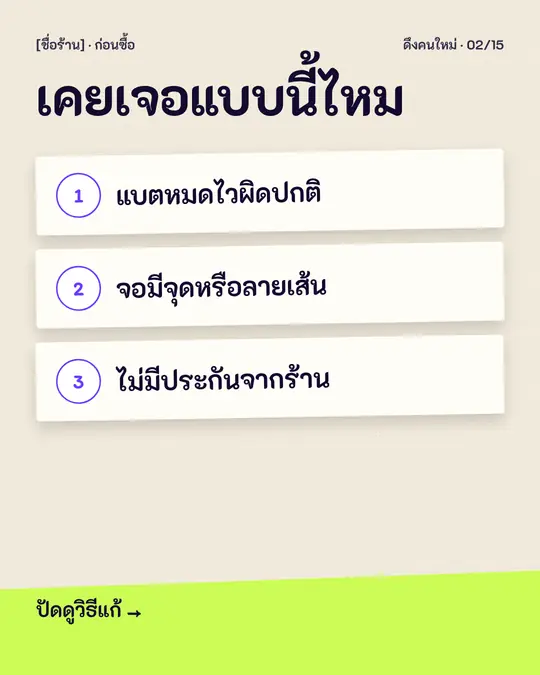 [ชื่อร้าน] · ก่อนซื้อ
ดึงคนใหม่ · 02/15
เคยเจอแบบนี้ไหม
1 แบตหมดไวผิดปกติ
2 จอมีจุดหรือลายเส้น
3 ไม่มีประกันจากร้าน
ปัดดูวิธีแก้ →